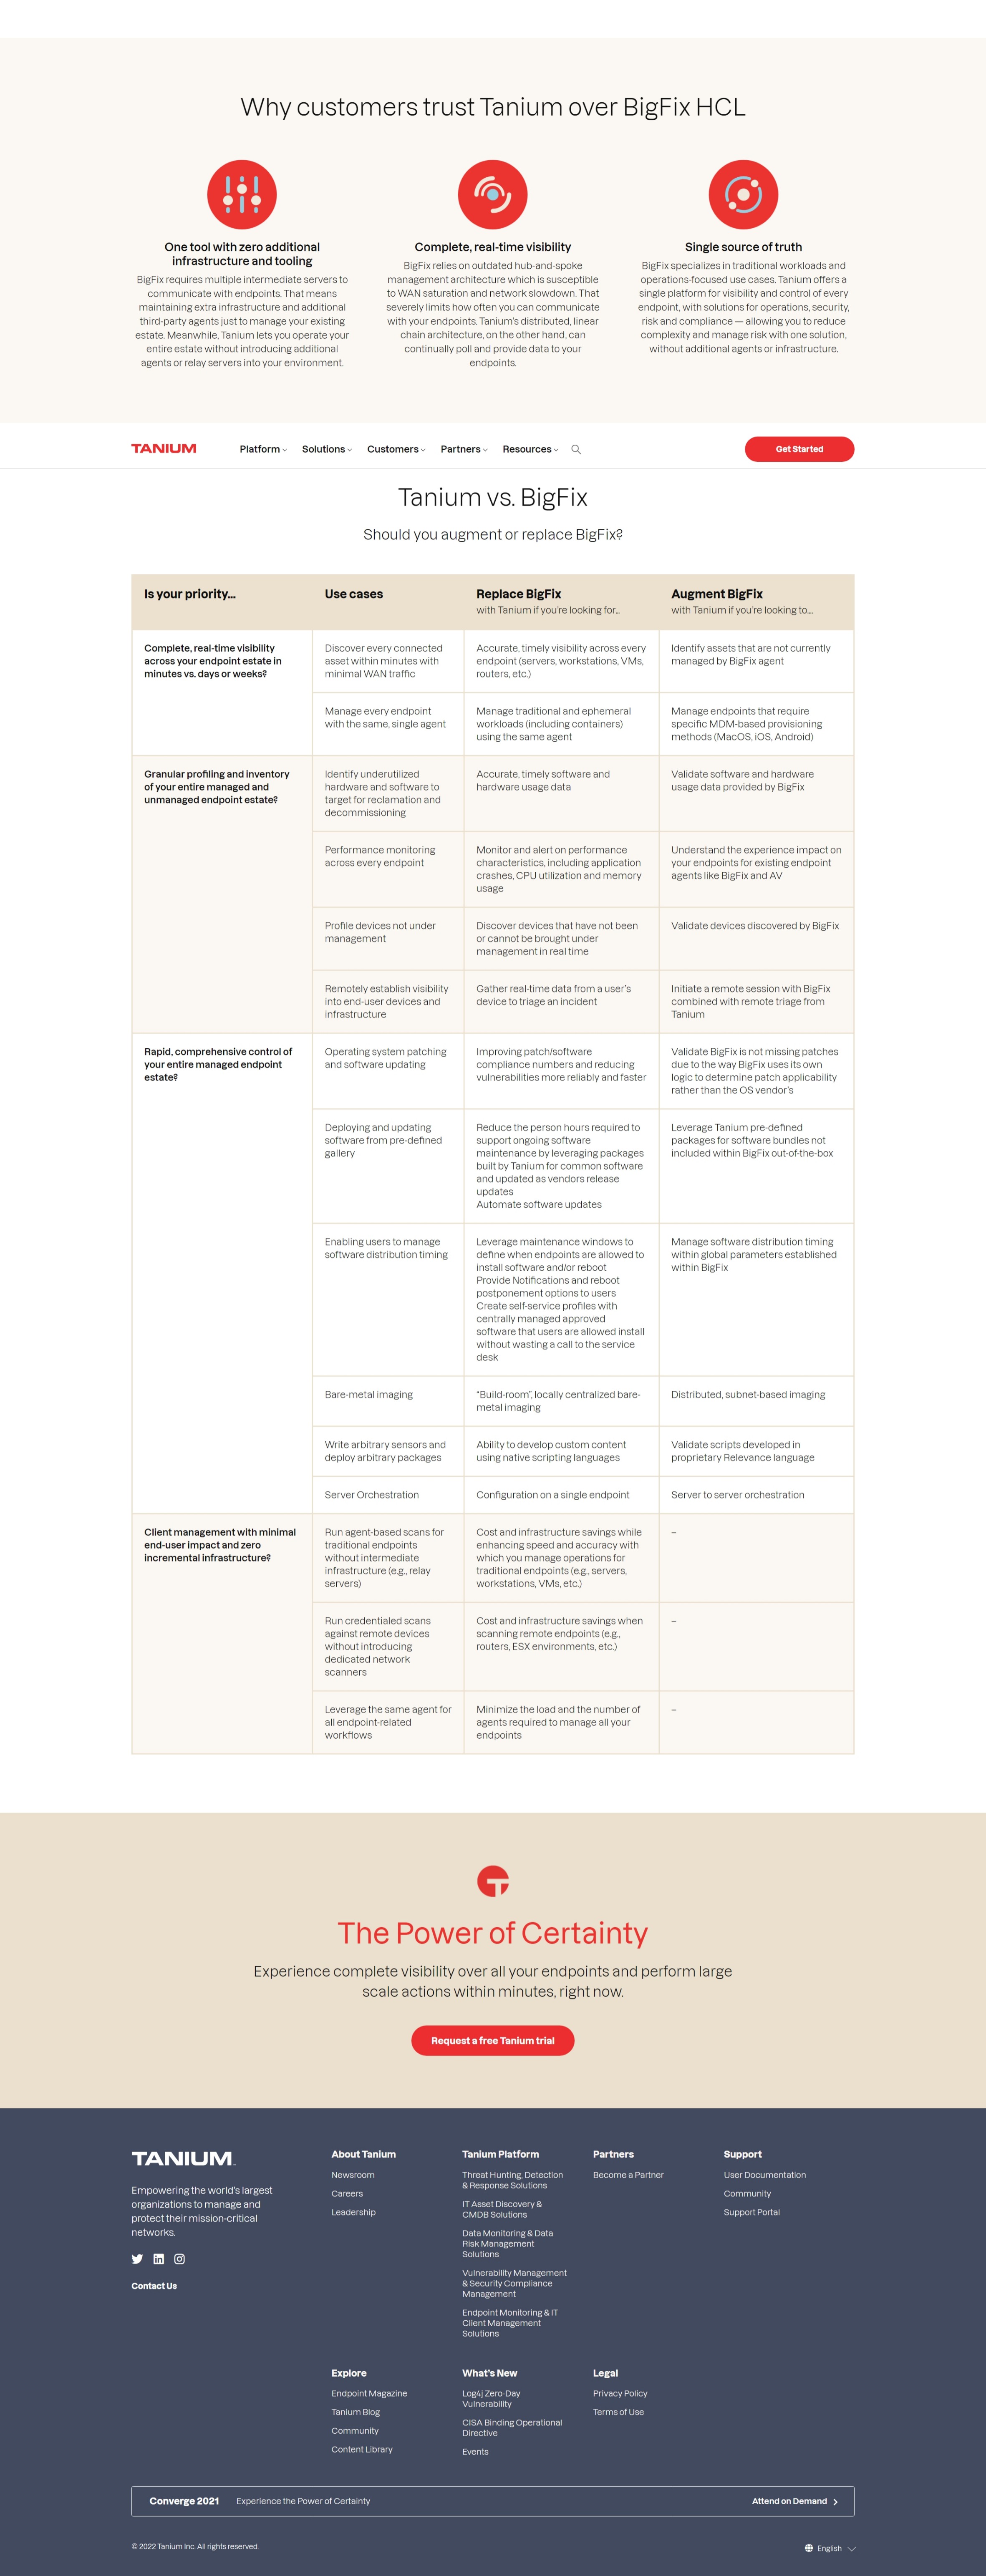 Why customers trust Tanium over BigFix HCL
One tool with zero additional
infrastructure and tooling
BigFix requires multiple intermediate servers to
communicate with endpoints. That means
maintaining extra infrastructure and additional
third-party agents just to manage your existing
estate. Meanwhile, Tanium lets you operate your
entire estate without introducing additional
agents or relay servers into your environment.
Complete, real-time visibility
BigFix relies on outdated hub-and-spoke
management architecture which is susceptible
to WAN saturation and network slowdown. That
severely limits how often you can communicate
with your endpoints. Tanium's distributed, linear
chain architecture, on the other hand, can
continually poll and provide data to your
endpoints.
Single source of truth
BigFix specializes in traditional workloads and
operations-focused use cases. Tanium offers a
single platform for visibility and control of every
endpoint, with solutions for operations, security,
risk and compliance — allowing you to reduce
complexity and manage risk with one solution,
without additional agents or infrastructure.
TANIUM
Platform
Solutions
Customers
Partners
Resources
Get Started
Tanium vs. BigFix
Should you augment or replace BigFix?
Is your priority...
Use cases
Replace BigFix
with Tanium if you're looking for...
Augment BigFix
with Tanium if you're looking to...
Complete, real-time visibility
across your endpoint estate in
minutes vs. days or weeks?
Discover every connected
asset within minutes with
minimal WAN traffic
Accurate, timely visibility across every
endpoint (servers, workstations, VMs,
routers, etc.)
Identify assets that are not currently
managed by BigFix agent
Manage every endpoint
with the same, single agent
Manage traditional and ephemeral
workloads (including containers)
using the same agent
Manage endpoints that require
specific MDM-based provisioning
methods (MacOS, iOS, Android)
Granular profiling and inventory
of your entire managed and
unmanaged endpoint estate?
Identify underutilized
hardware and software to
target for reclamation and
decommissioning
Accurate, timely software and
hardware usage data
Validate software and hardware
usage data provided by BigFix
Performance monitoring
across every endpoint
Monitor and alert on performance
characteristics, including application
crashes, CPU utilization and memory
usage
Understand the experience impact on
your endpoints for existing endpoint
agents like BigFix and AV
Profile devices not under
management
Discover devices that have not been
or cannot be brought under
management in real time
Validate devices discovered by BigFix
Remotely establish visibility
into end-user devices and
infrastructure
Gather real-time data from a user's
device to triage an incident
Initiate a remote session with BigFix
combined with remote triage from
Tanium
Rapid, comprehensive control of
your entire managed endpoint
estate?
Operating system patching
and software updating
Improving patch/software
compliance numbers and reducing
vulnerabilities more reliably and faster
Validate BigFix is not missing patches
due to the way BigFix uses its own
logic to determine patch applicability
rather than the OS vendor's
Deploying and updating
software from pre-defined
gallery
Reduce the person hours required to
support ongoing software
maintenance by leveraging packages
built by Tanium for common software
and updated as vendors release
updates
Automate software updates
Leverage Tanium pre-defined
packages for software bundles not
included within BigFix out-of-the-box
Enabling users to manage
software distribution timing
Leverage maintenance windows to
define when endpoints are allowed to
install software and/or reboot
Provide Notifications and reboot
postponement options to users
Create self-service profiles with
centrally managed approved
software that users are allowed install
without wasting a call to the service
desk
Manage software distribution timing
within global parameters established
within BigFix
Bare-metal imaging
"Build-room", locally centralized bare-
metal imaging
Distributed, subnet-based imaging
Write arbitrary sensors and
deploy arbitrary packages
Ability to develop custom content
using native scripting languages
Validate scripts developed in
proprietary Relevance language
Server Orchestration
Configuration on a single endpoint
Server to server orchestration
Client management with minimal
end-user impact and zero
incremental infrastructure?
Run agent-based scans for
traditional endpoints
without intermediate
infrastructure (e.g., relay
servers)
Cost and infrastructure savings while
enhancing speed and accuracy with
which you manage operations for
traditional endpoints (e.g., servers,
workstations, VMs, etc.)
–
Run credentialed scans
against remote devices
without introducing
dedicated network
scanners
Cost and infrastructure savings when
scanning remote endpoints (e.g.,
routers, ESX environments, etc.)
–
Leverage the same agent for
all endpoint-related
workflows
Minimize the load and the number of
agents required to manage all your
endpoints
–
The Power of Certainty
Experience complete visibility over all your endpoints and perform large
scale actions within minutes, right now.
Request a free Tanium trial
TANIUM
Empowering the world's largest
organizations to manage and
protect their mission-critical
networks.
Contact Us
About Tanium
Newsroom
Careers
Leadership
Tanium Platform
Threat Hunting, Detection
& Response Solutions
IT Asset Discovery &
CMDB Solutions
Data Monitoring & Data
Risk Management
Solutions
Vulnerability Management
& Security Compliance
Management
Endpoint Monitoring & IT
Client Management
Solutions
Partners
Become a Partner
Support
User Documentation
Community
Support Portal
Explore
Endpoint Magazine
Tanium Blog
Community
Content Library
What's New
Log4j Zero-Day
Vulnerability
CISA Binding Operational
Directive
Events
Legal
Privacy Policy
Terms of Use
Converge 2021
Experience the Power of Certainty
Attend on Demand
© 2022 Tanium Inc. All rights reserved.
English